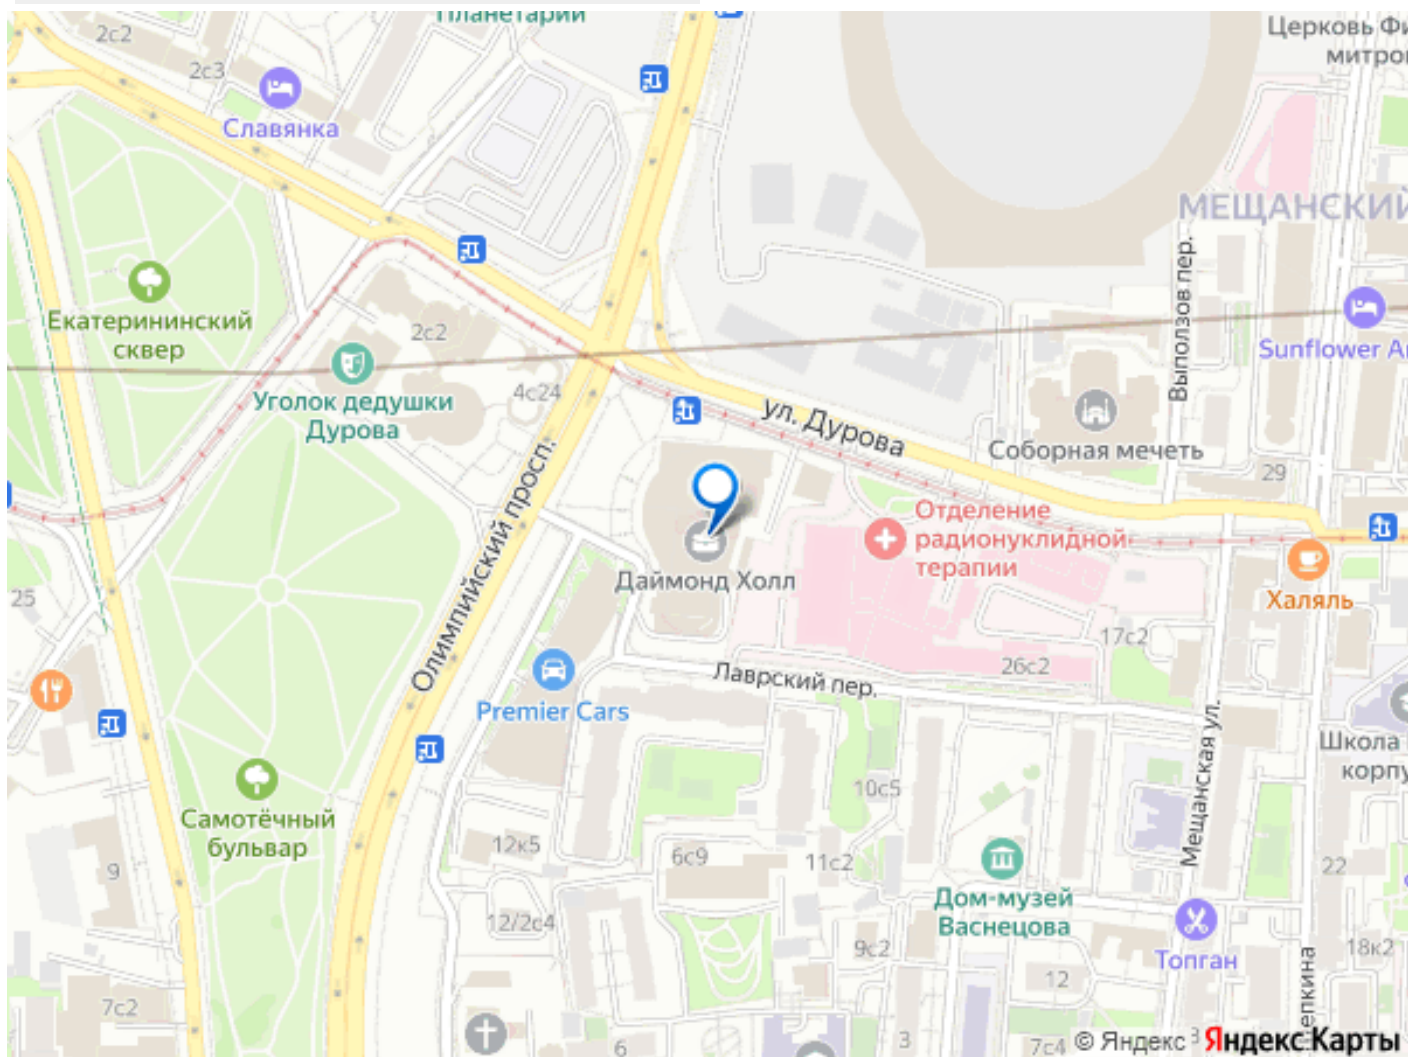 Планетарий
2с2
2с3
Славянка
Церковь Фи
митроп
МЕЩАНСКИЙ
Екатерининский
сквер
2с2
Уголок дедушки
Дурова
4с24
Выползов пер.
Sunflower A
ул. Дурова
Соборная мечеть
29
Олимпийский просп.
Даймонд Холл
Отделение
радионуклидной
терапии
Халяль
25
17с2
26с2
Лаврский пер.
Premier Cars
Мещанская ул.
Школа
корпу
10с5
Самотёчный
бульвар
12к5
6с9
11с2
22
9
Дом-музей
Васнецова
12/2с4
9с2
Топган
18к2
12
7с2
6
3
7с4
3
епкина
© Яндекс Яндекс Карты